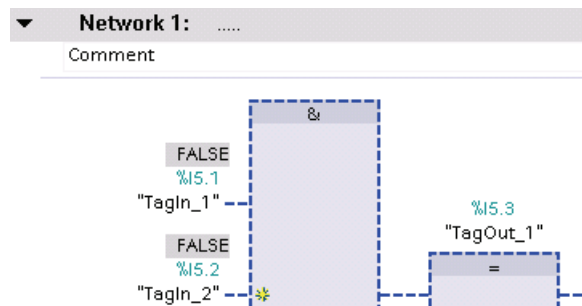 Network 1: .....
Comment
&
FALSE
%I5.1
"TagIn_1"
%I5.3
"TagOut_1"
=
FALSE
%I5.2
"TagIn_2"